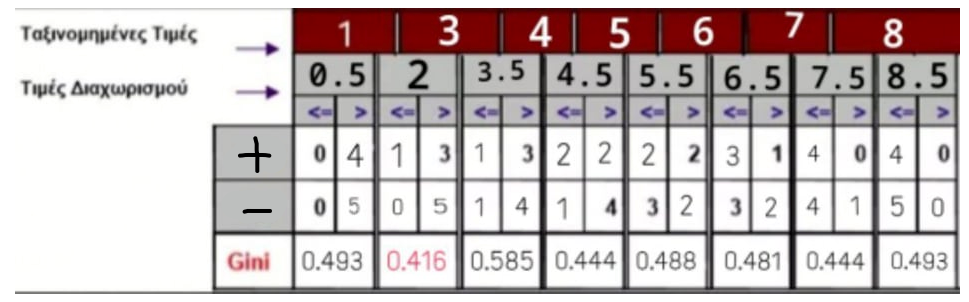 Ταξινομημένες Τιμές 1 3 4 5 6 7 8
Τιμές Διαχωρισμού 0.5 2 3.5 4.5 5.5 6.5 7.5 8.5
<= > <= > <= > <= > <= > <= > <= > <= >
+ 0 4 1 3 1 3 2 2 2 2 3 1 4 0 4 0
- 0 5 0 5 1 4 1 4 3 2 3 2 4 1 5 0
Gini 0.493 0.416 0.585 0.444 0.488 0.481 0.444 0.493